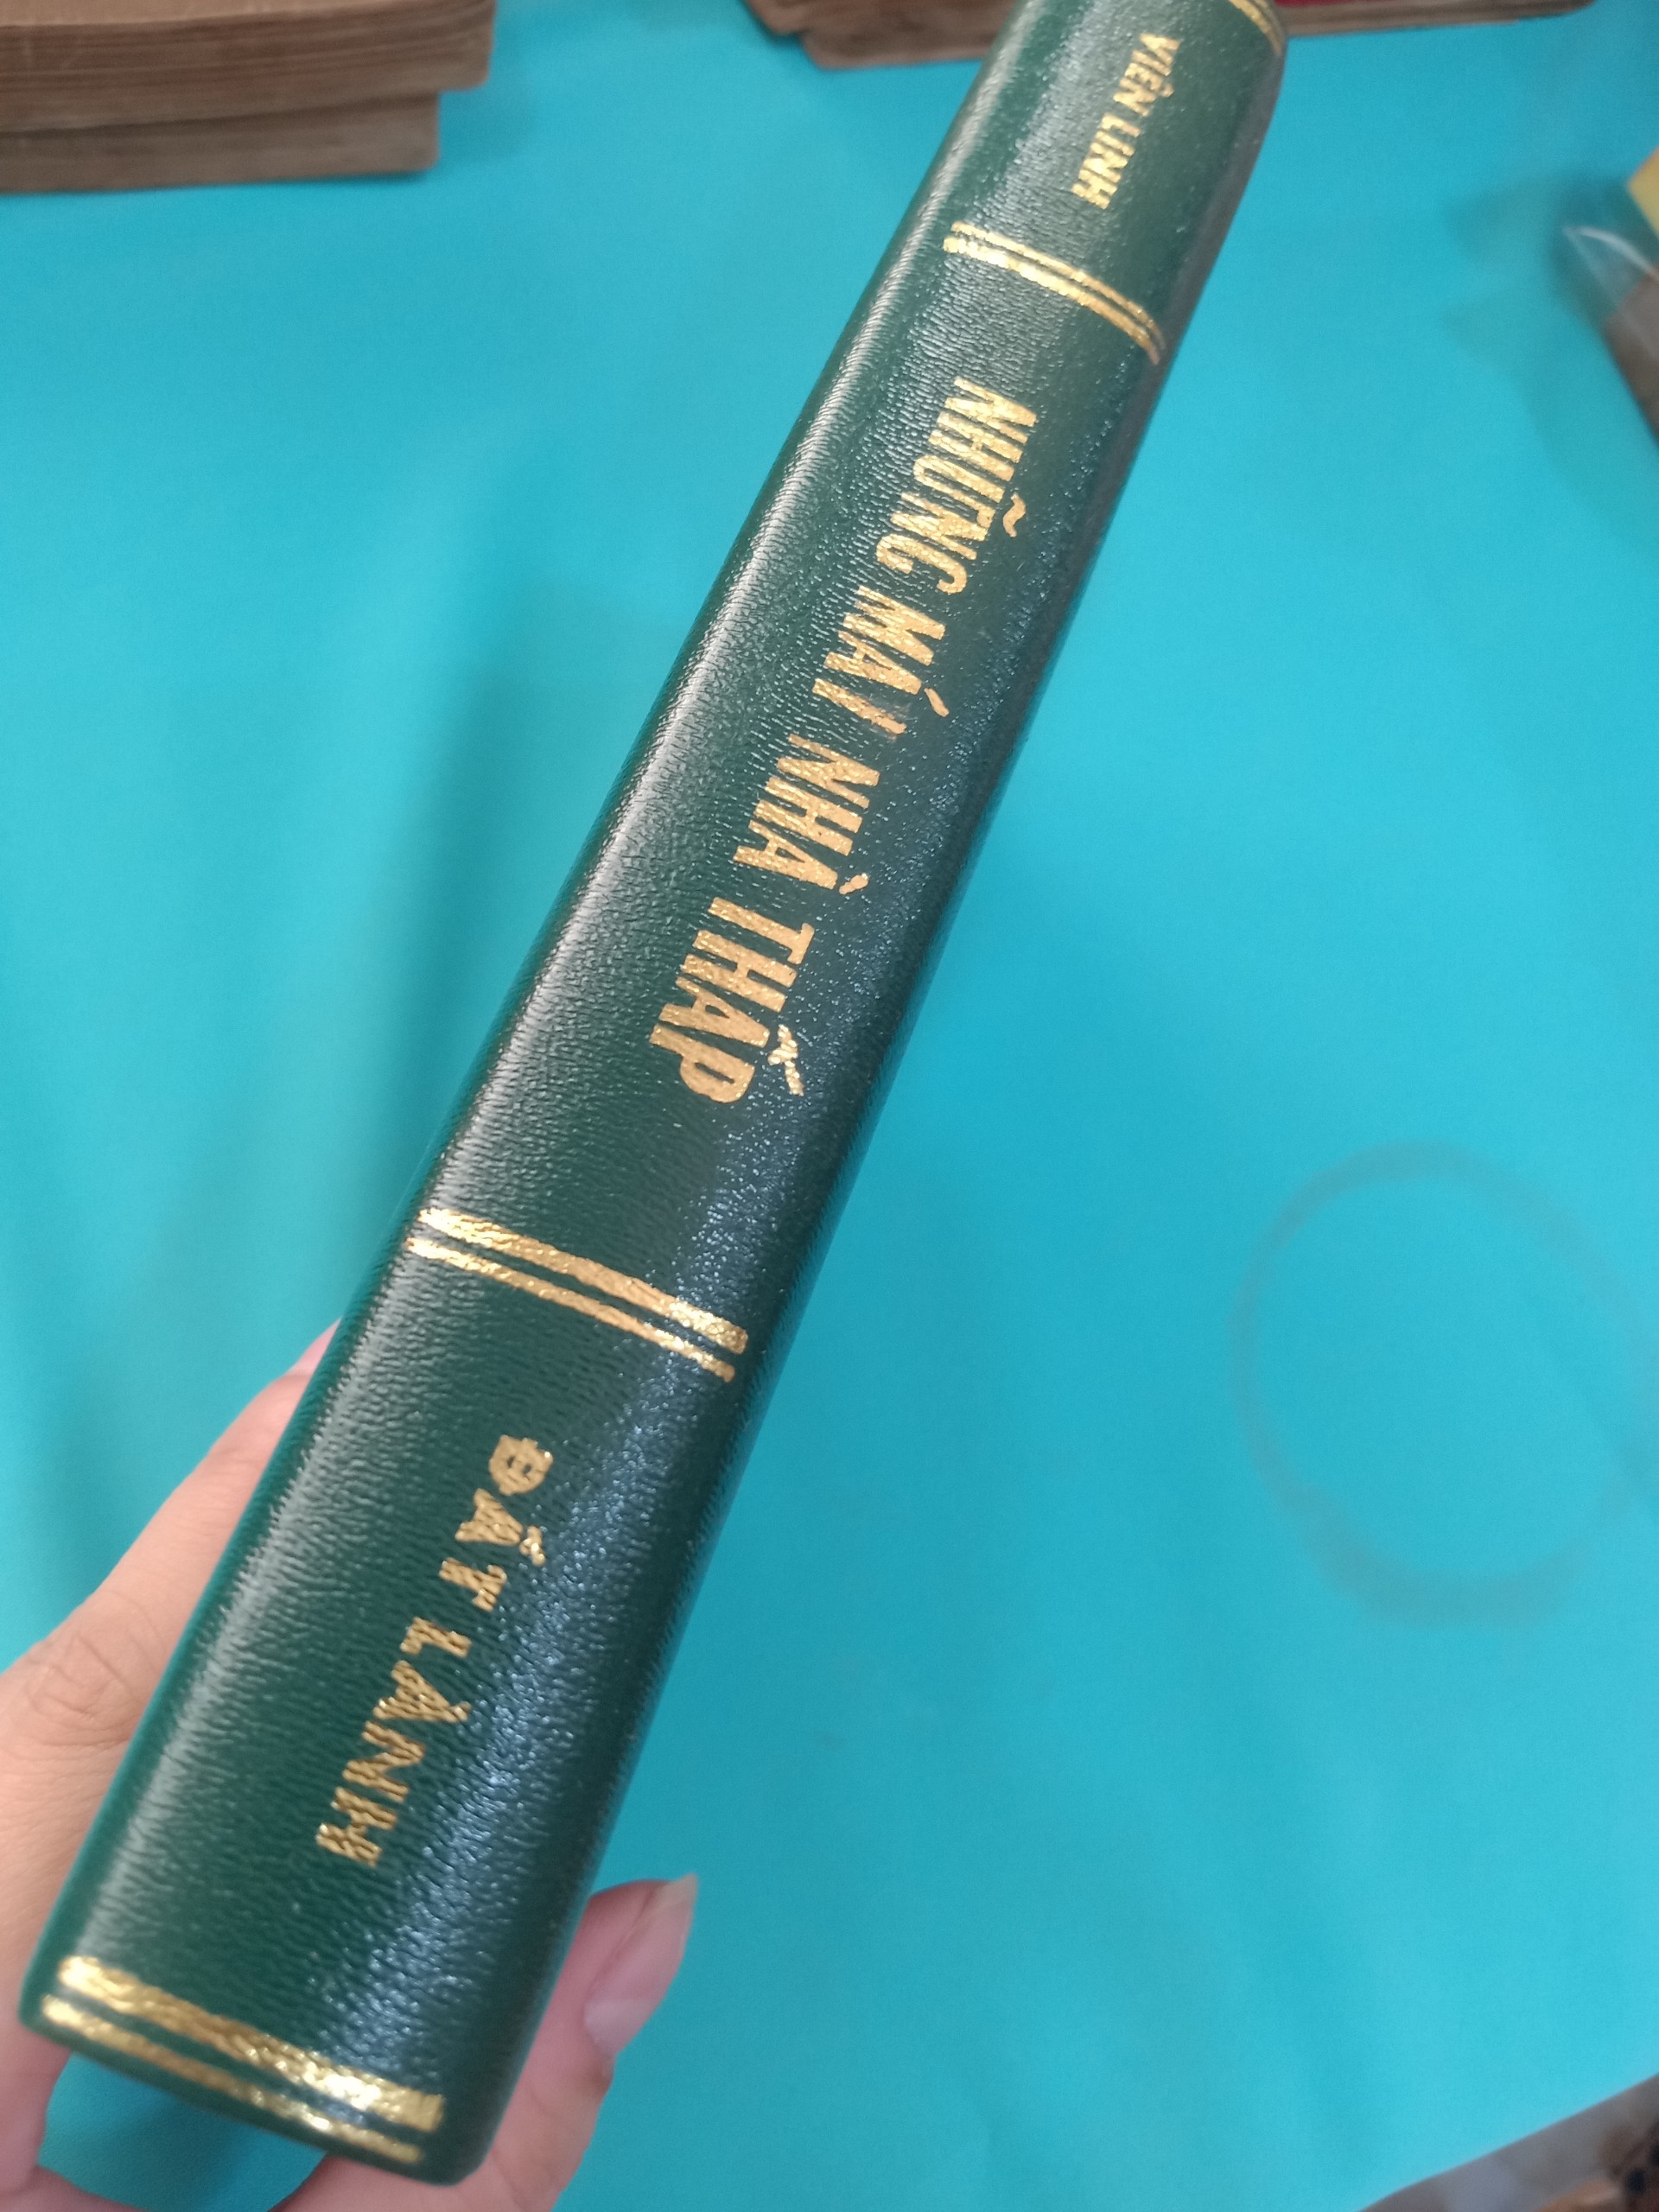 VIÊN LINH
NHỮNG MÁI NHÀ THẤP
ĐẤT LÀNH